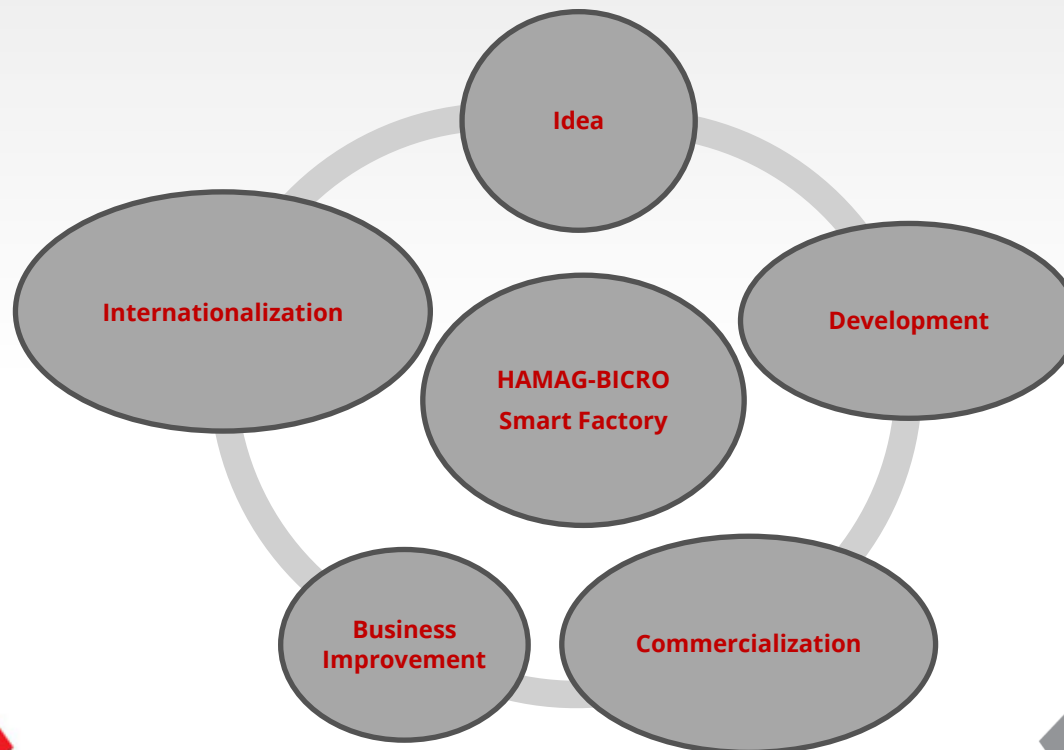 Idea
Internationalization
Development
HAMAG-BICRO
Smart Factory
Business
Improvement
Commercialization